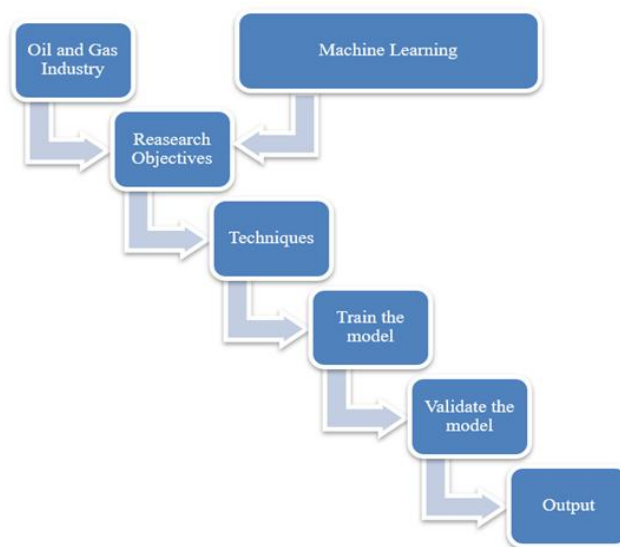 Oil and Gas
Industry
Machine Learning
Reasearch
Objectives
Techniques
Train the
model
Validate the
model
Output